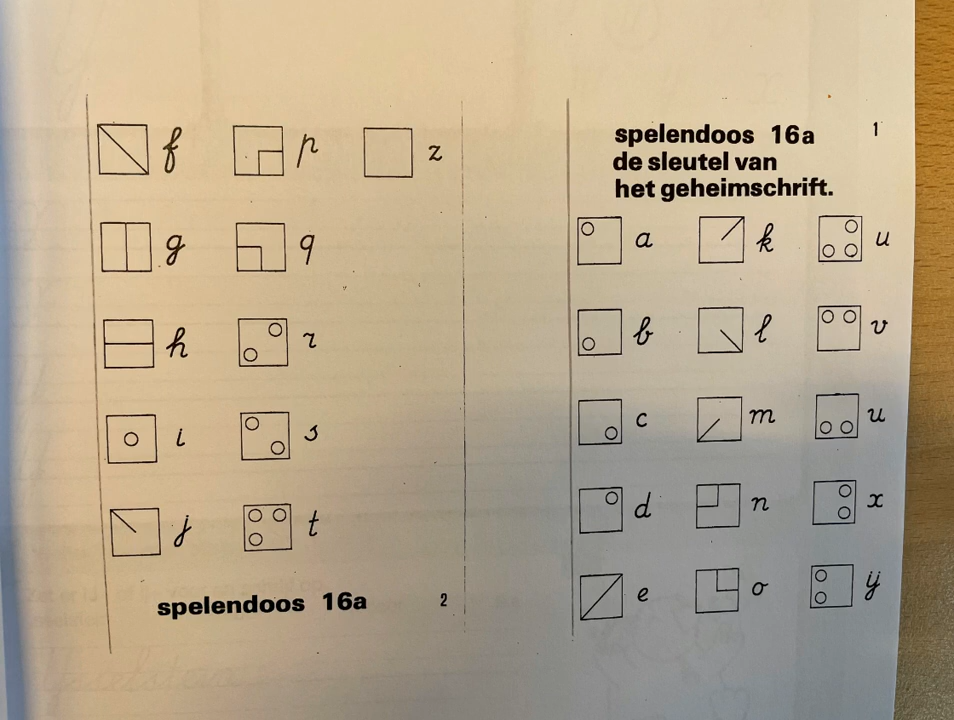 f p z
g q
h r
i s
j t
spelendoos 16a 2
spelendoos 16a 1
de sleutel van
het geheimschrift.
a k u
b l v
c m u
d n x
e o ij